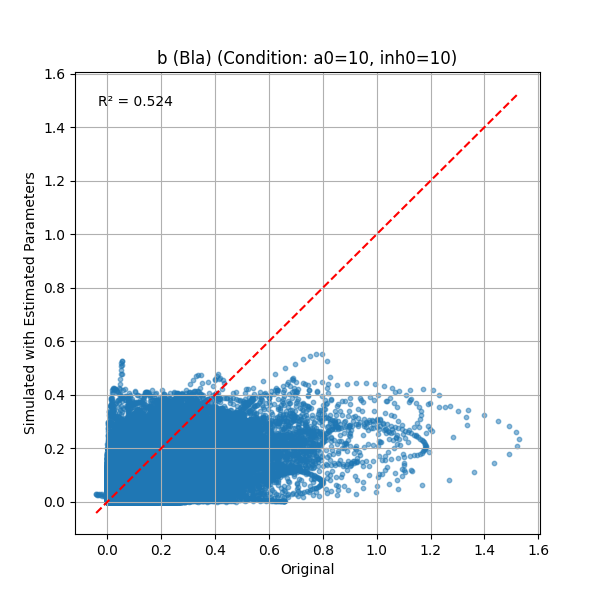 b (Bla) (Condition: a0=10, inh0=10)
R² = 0.524
1.6
1.4
1.2
1.0
0.8
0.6
0.4
0.2
0.0
Simulated with Estimated Parameters
0.0 0.2 0.4 0.6 0.8 1.0 1.2 1.4 1.6
Original